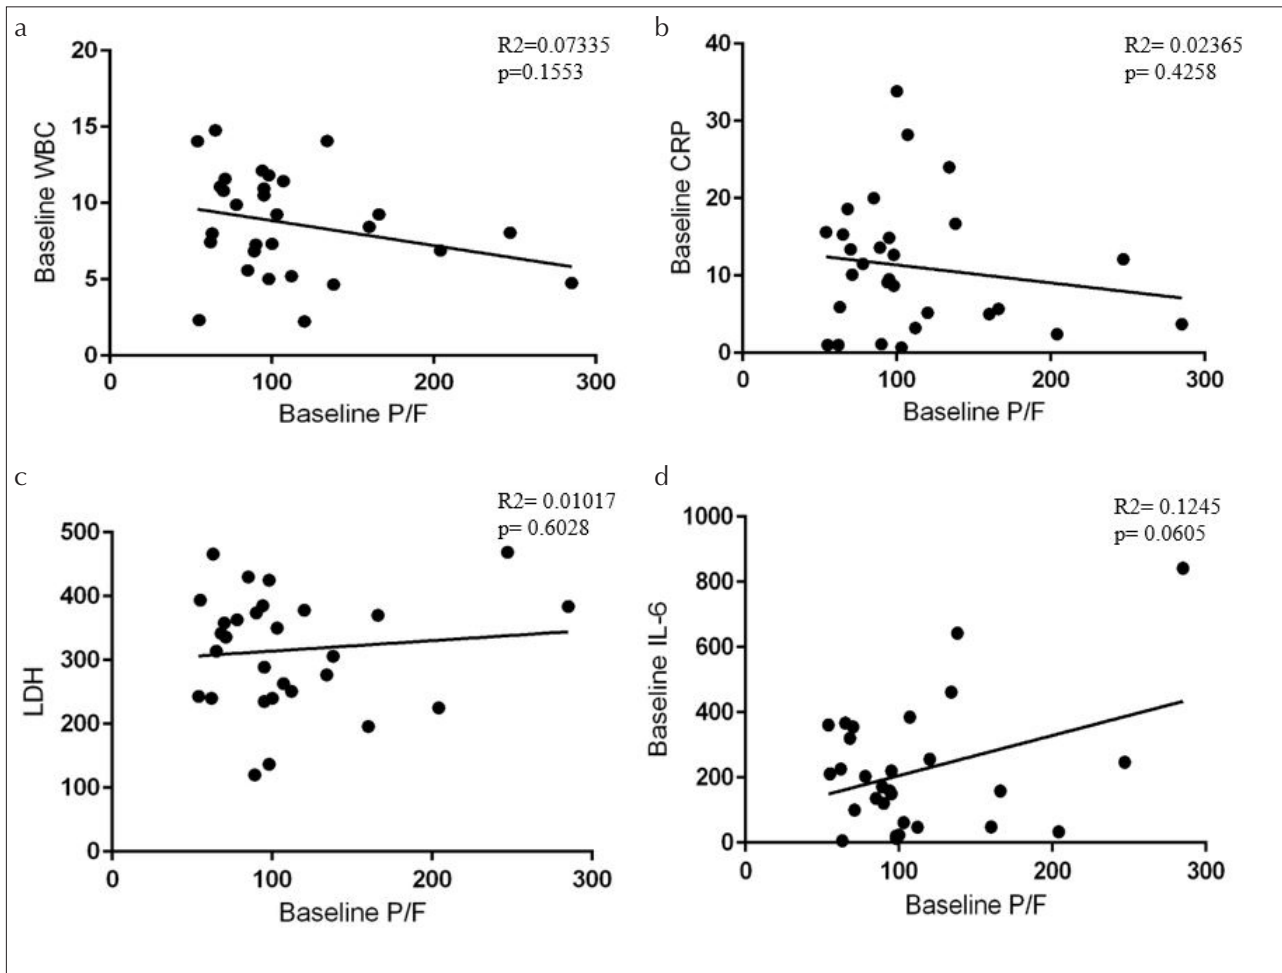 a
R2=0.07335
p=0.1553
20
15
10
5
0
0 100 200 300
Baseline WBC
Baseline P/F
b
R2= 0.02365
p= 0.4258
40
30
20
10
0
0 100 200 300
Baseline CRP
Baseline P/F
c
R2= 0.01017
p= 0.6028
500
400
300
200
100
0
0 100 200 300
LDH
Baseline P/F
d
R2= 0.1245
p= 0.0605
1000
800
600
400
200
0
0 100 200 300
Baseline IL-6
Baseline P/F